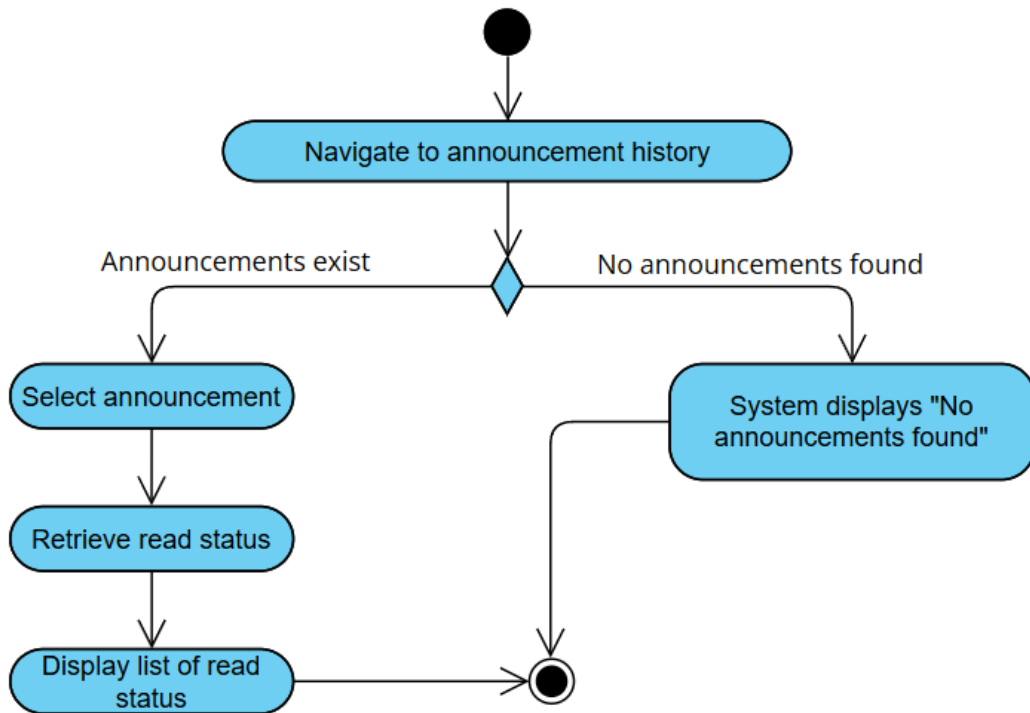 Navigate to announcement history
Announcements exist
No announcements found
Select announcement
System displays "No
announcements found"
Retrieve read status
Display list of read
status